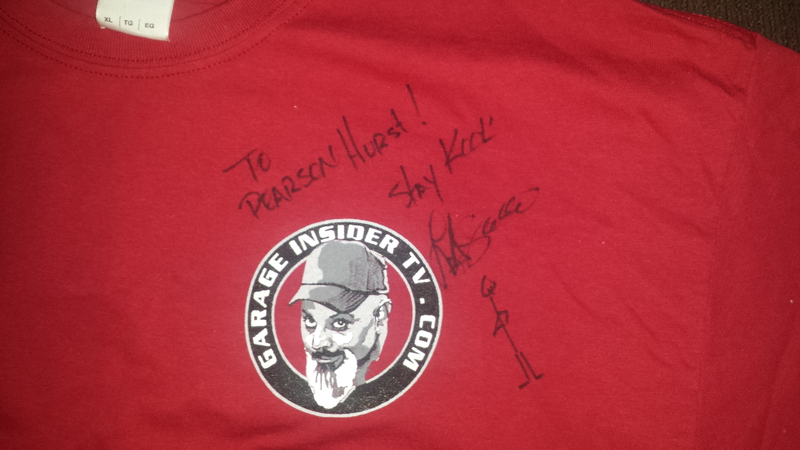 XL | TG | EG
TO
PEARSON HURST!
STAY KOOL
GARAGE INSIDER TV · COM